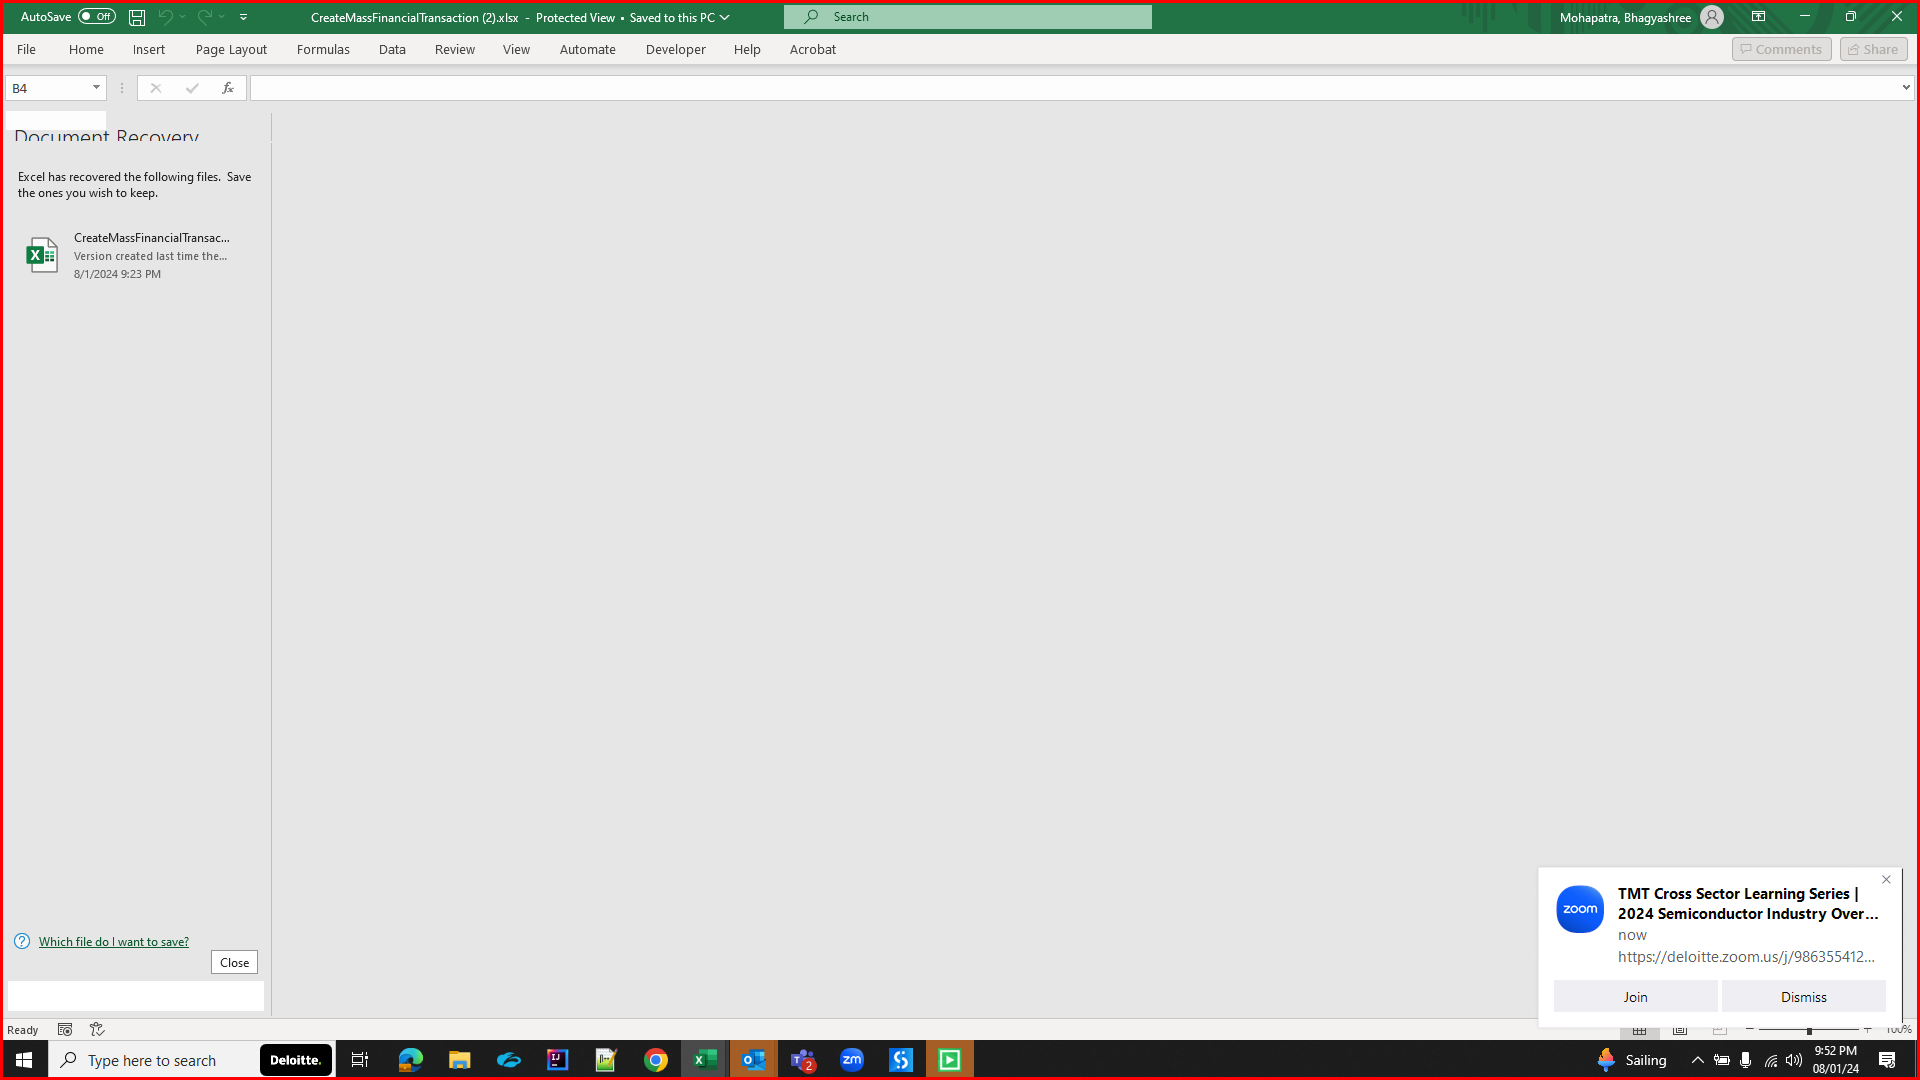 AutoSave Off
CreateMassFinancialTransaction (2).xlsx - Protected View • Saved to this PC
Search
Mohapatra, Bhagyashree
File Home Insert Page Layout Formulas Data Review View Automate Developer Help Acrobat
Comments Share
B4
fx
Document Recovery
Excel has recovered the following files. Save
the ones you wish to keep.
CreateMassFinancialTransac...
Version created last time the...
8/1/2024 9:23 PM
Which file do I want to save?
Close
zoom
TMT Cross Sector Learning Series |
2024 Semiconductor Industry Over...
now
https://deloitte.zoom.us/j/986355412...
Join Dismiss
Ready
100%
Type here to search
Deloitte.
2
zm
Sailing
9:52 PM
08/01/24